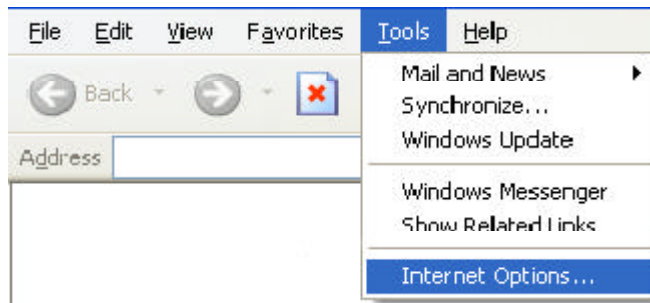 File Edit View Favorites Tools Help
Back
Address
Mail and News
Synchronize...
Windows Update
Windows Messenger
Show Related Links
Internet Options...